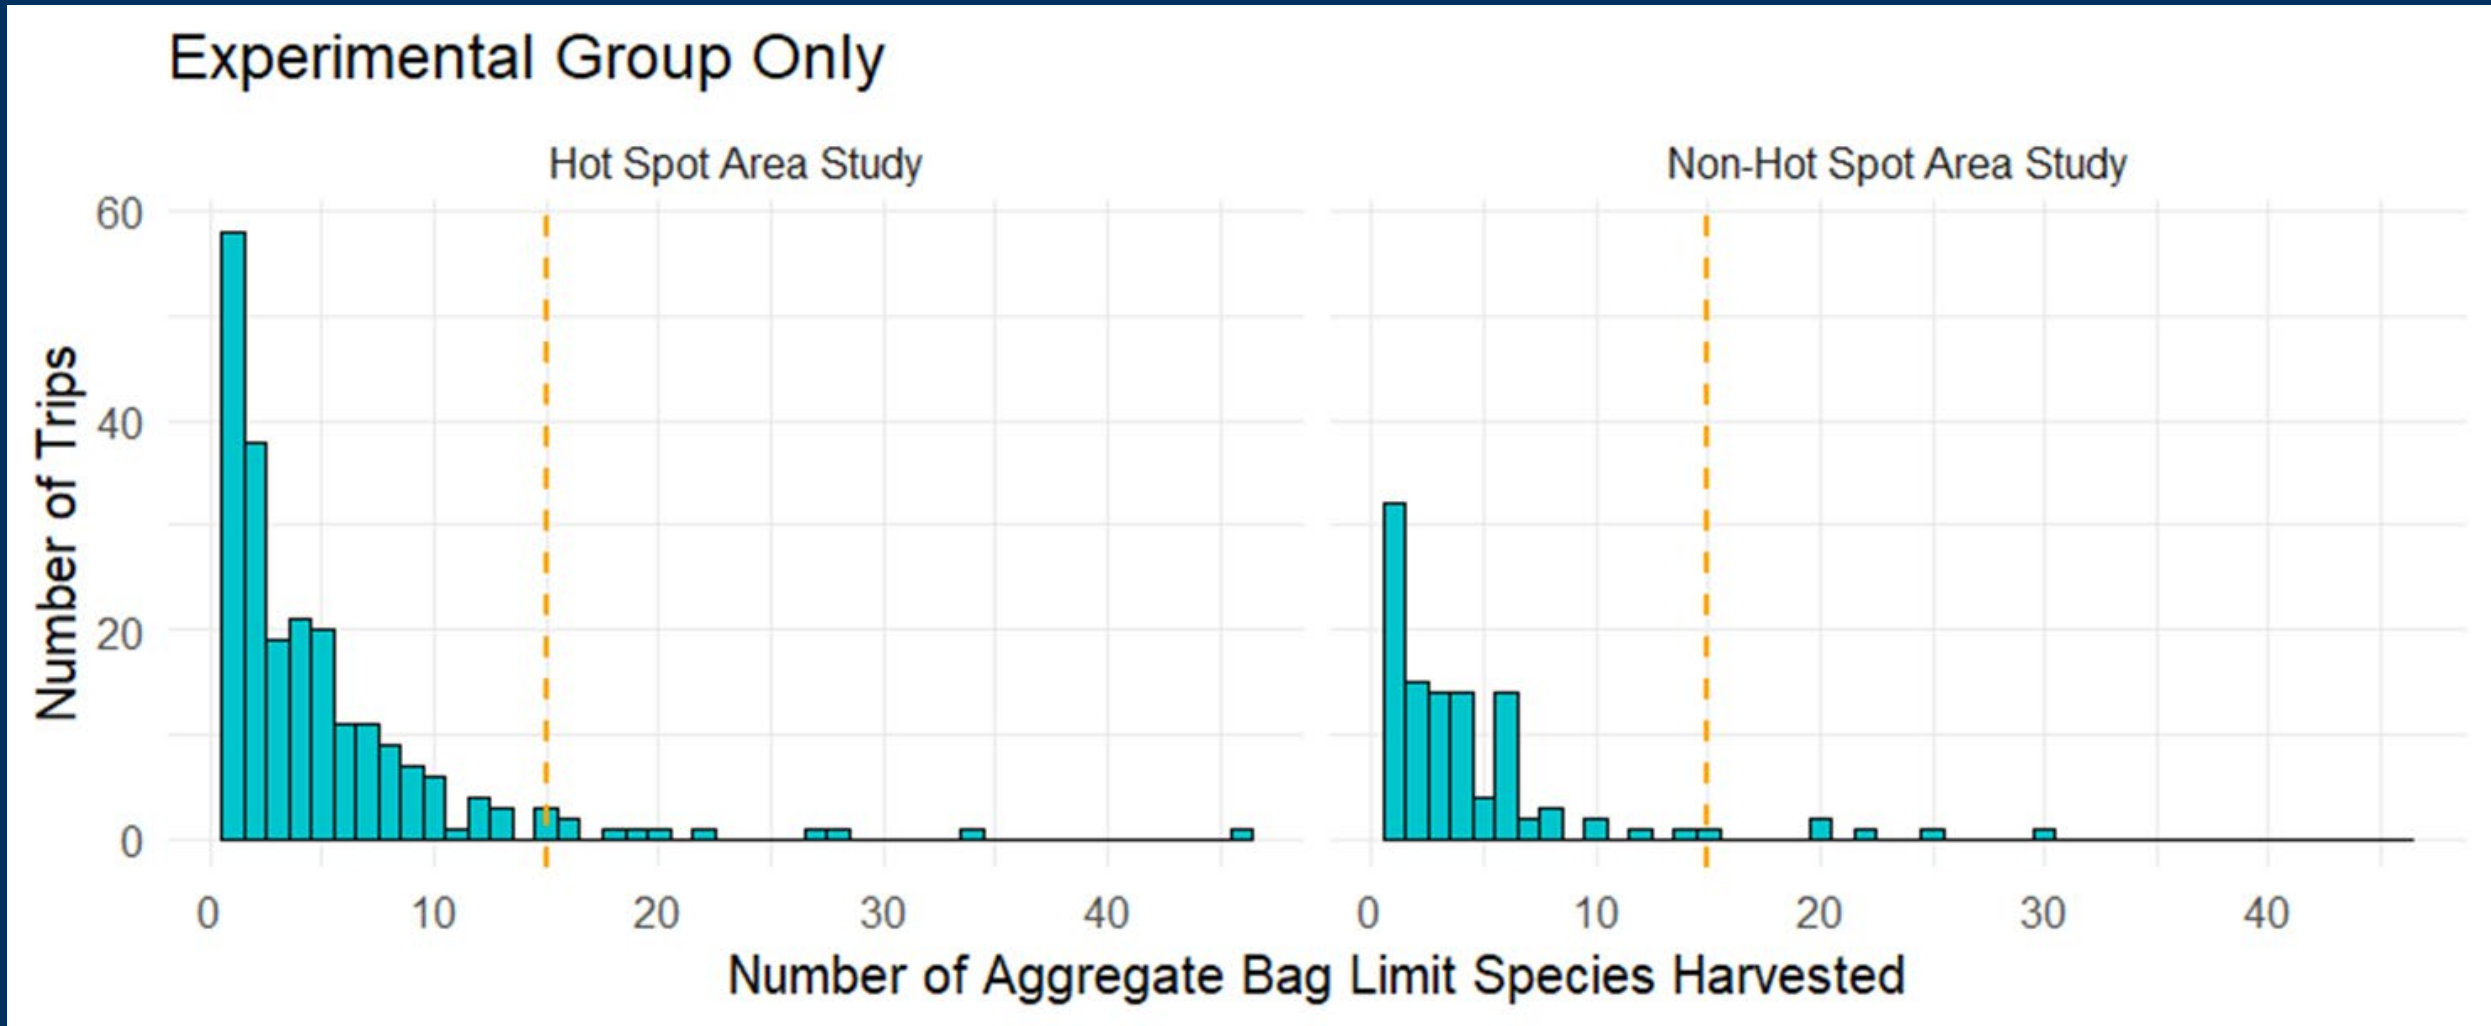 Experimental Group Only
Hot Spot Area Study
Non-Hot Spot Area Study
60
40
20
0
Number of Trips
0 10 20 30 40
0 10 20 30 40
Number of Aggregate Bag Limit Species Harvested